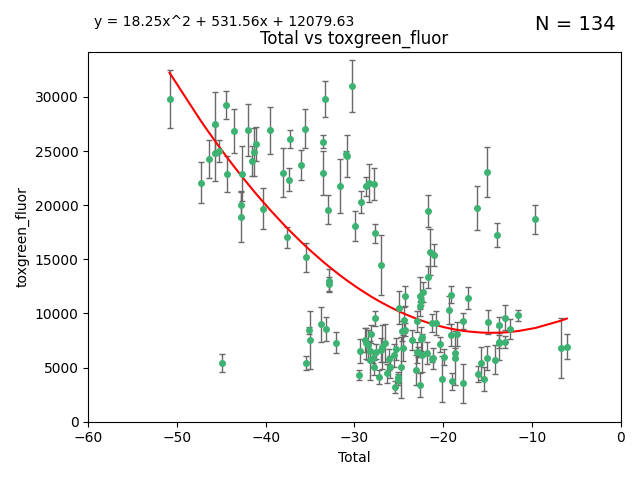 y = 18.25x^2 + 531.56x + 12079.63
N = 134
Total vs toxgreen_fluor
30000
25000
20000
15000
10000
5000
0
toxgreen_fluor
−60 −50 −40 −30 −20 −10 0
Total